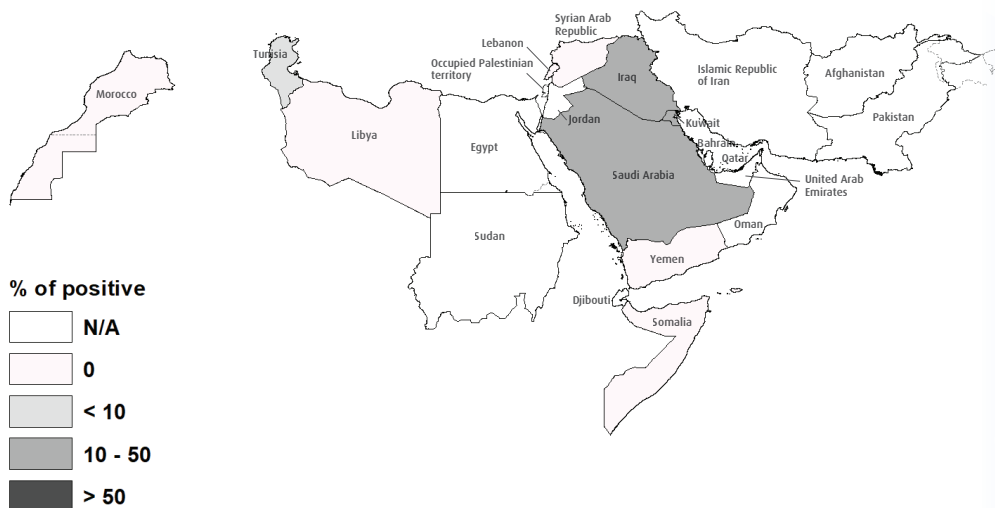 Syrian Arab
Republic
Lebanon
Occupied Palestinian
territory
Tunisia
Morocco
Libya
Egypt
Sudan
Jordan
Iraq
Kuwait
Bahrain
Qatar
Saudi Arabia
Islamic Republic
of Iran
Afghanistan
Pakistan
United Arab
Emirates
Oman
Yemen
Djibouti
Somalia
% of positive
N/A
0
< 10
10 - 50
> 50